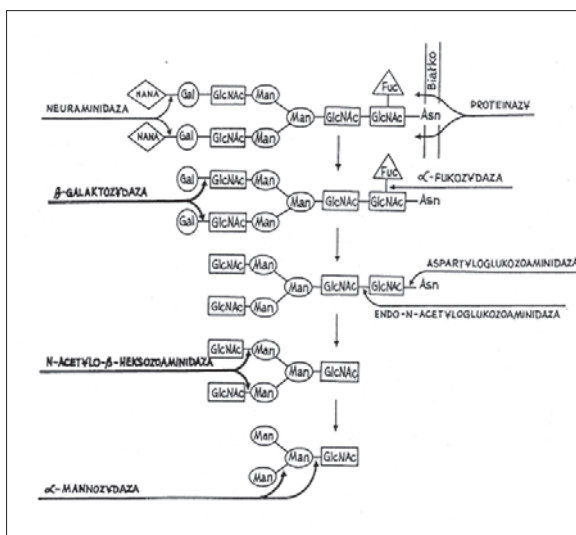 NANA Gal GlcNAc Man Fuc Białko
NEURAMINIDAZA Man GlcNAc GlcNAc Asn PROTEINAZY
NANA Gal GlcNAc Man
β-GALAKTOZYDAZA Gal GlcNAc Man Fuc α-FUKOZYDAZA
Man GlcNAc GlcNAc Asn
Gal GlcNAc Man
GlcNAc Man ASPARTYLOGLUKOZOAMINIDAZA
Man GlcNAc GlcNAc Asn
GlcNAc Man ENDO-N-ACETYLOGLUKOZOAMINIDAZA
N-ACETYLO-β-HEKSOZOAMINIDAZA GlcNAc Man
Man GlcNAc
GlcNAc Man
Man
Man GlcNAc
Man
α-MANNOZYDAZA